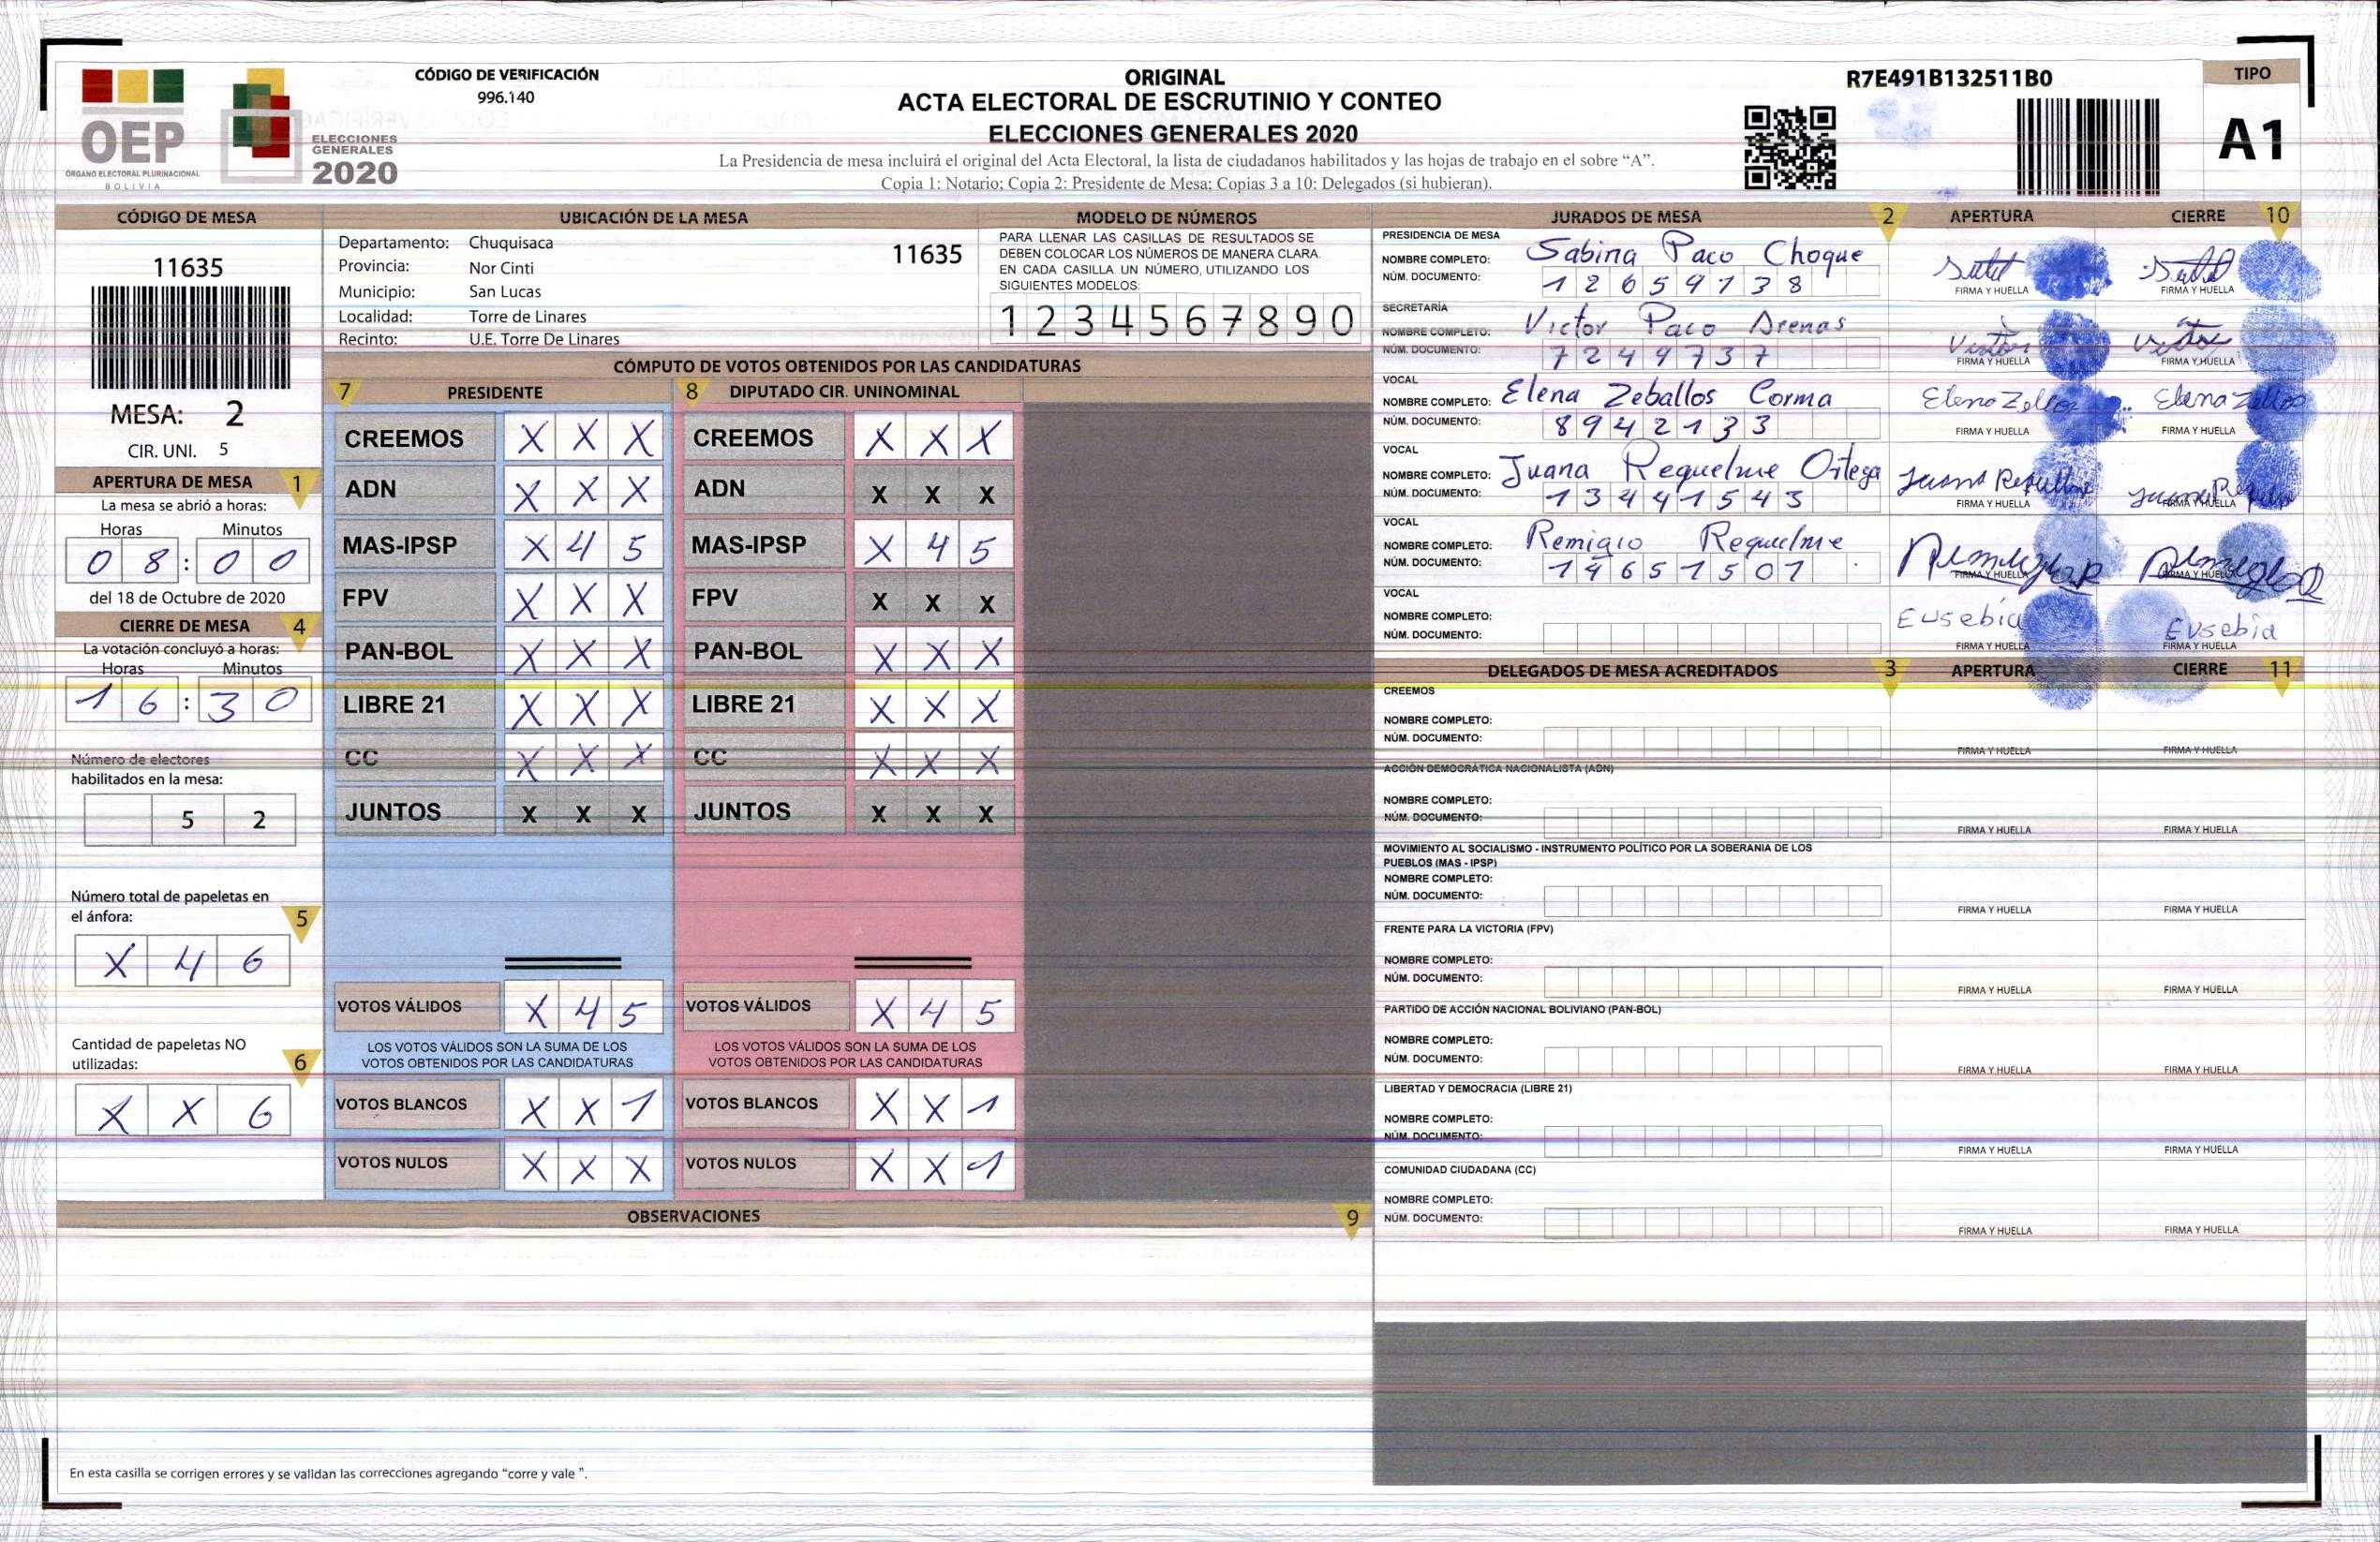 OEP
ÓRGANO ELECTORAL PLURINACIONAL
BOLIVIA
ELECCIONES
GENERALES
2020
CÓDIGO DE VERIFICACIÓN
996.140
ORIGINAL
ACTA ELECTORAL DE ESCRUTINIO Y CONTEO
ELECCIONES GENERALES 2020
La Presidencia de mesa incluirá el original del Acta Electoral, la lista de ciudadanos habilitados y las hojas de trabajo en el sobre “A”.
Copia 1: Notario; Copia 2: Presidente de Mesa; Copias 3 a 10: Delegados (si hubieran).
R7E491B132511B0
TIPO
A1
CÓDIGO DE MESA
11635
MESA: 2
CIR. UNI. 5
APERTURA DE MESA 1
La mesa se abrió a horas:
Horas Minutos
0 8 : 0 0
del 18 de Octubre de 2020
CIERRE DE MESA 4
La votación concluyó a horas:
Horas Minutos
1 6 : 3 0
Número de electores
habilitados en la mesa:
5 2
Número total de papeletas en
el ánfora: 5
X 4 6
Cantidad de papeletas NO
utilizadas: 6
X X 6
UBICACIÓN DE LA MESA
Departamento: Chuquisaca 11635
Provincia: Nor Cinti
Municipio: San Lucas
Localidad: Torre de Linares
Recinto: U.E. Torre De Linares
MODELO DE NÚMEROS
PARA LLENAR LAS CASILLAS DE RESULTADOS SE
DEBEN COLOCAR LOS NÚMEROS DE MANERA CLARA.
EN CADA CASILLA UN NÚMERO, UTILIZANDO LOS
SIGUIENTES MODELOS:
1 2 3 4 5 6 7 8 9 0
CÓMPUTO DE VOTOS OBTENIDOS POR LAS CANDIDATURAS
7 PRESIDENTE
CREEMOS X X X
ADN X X X
MAS-IPSP X 4 5
FPV X X X
PAN-BOL X X X
LIBRE 21 X X X
CC X X X
JUNTOS X X X
VOTOS VÁLIDOS X 4 5
LOS VOTOS VÁLIDOS SON LA SUMA DE LOS
VOTOS OBTENIDOS POR LAS CANDIDATURAS
VOTOS BLANCOS X X 1
VOTOS NULOS X X X
8 DIPUTADO CIR. UNINOMINAL
CREEMOS X X X
ADN X X X
MAS-IPSP X 4 5
FPV X X X
PAN-BOL X X X
LIBRE 21 X X X
CC X X X
JUNTOS X X X
VOTOS VÁLIDOS X 4 5
LOS VOTOS VÁLIDOS SON LA SUMA DE LOS
VOTOS OBTENIDOS POR LAS CANDIDATURAS
VOTOS BLANCOS X X 1
VOTOS NULOS X X 1
OBSERVACIONES 9
En esta casilla se corrigen errores y se validan las correcciones agregando “corre y vale ”.
JURADOS DE MESA 2 APERTURA CIERRE 10
PRESIDENCIA DE MESA
NOMBRE COMPLETO: Sabina Paco Choque
NÚM. DOCUMENTO: 1 2 6 5 9 7 3 8
FIRMA Y HUELLA FIRMA Y HUELLA
SECRETARÍA
NOMBRE COMPLETO: Victor Paco Arenas
NÚM. DOCUMENTO: 7 2 4 9 7 3 7
FIRMA Y HUELLA FIRMA Y HUELLA
VOCAL
NOMBRE COMPLETO: Elena Zeballos Corma
NÚM. DOCUMENTO: 8 9 4 2 1 3 3
FIRMA Y HUELLA FIRMA Y HUELLA
VOCAL
NOMBRE COMPLETO: Juana Requelme Ortega
NÚM. DOCUMENTO: 1 3 4 4 1 5 4 3
FIRMA Y HUELLA FIRMA Y HUELLA
VOCAL
NOMBRE COMPLETO: Remigio Requelme
NÚM. DOCUMENTO: 1 4 6 5 1 5 0 1
FIRMA Y HUELLA FIRMA Y HUELLA
VOCAL
NOMBRE COMPLETO: Eusebia Eusebia
NÚM. DOCUMENTO:
FIRMA Y HUELLA FIRMA Y HUELLA
DELEGADOS DE MESA ACREDITADOS 3 APERTURA CIERRE 11
CREEMOS
NOMBRE COMPLETO:
NÚM. DOCUMENTO:
FIRMA Y HUELLA FIRMA Y HUELLA
ACCIÓN DEMOCRÁTICA NACIONALISTA (ADN)
NOMBRE COMPLETO:
NÚM. DOCUMENTO:
FIRMA Y HUELLA FIRMA Y HUELLA
MOVIMIENTO AL SOCIALISMO - INSTRUMENTO POLÍTICO POR LA SOBERANIA DE LOS
PUEBLOS (MAS - IPSP)
NOMBRE COMPLETO:
NÚM. DOCUMENTO:
FIRMA Y HUELLA FIRMA Y HUELLA
FRENTE PARA LA VICTORIA (FPV)
NOMBRE COMPLETO:
NÚM. DOCUMENTO:
FIRMA Y HUELLA FIRMA Y HUELLA
PARTIDO DE ACCIÓN NACIONAL BOLIVIANO (PAN-BOL)
NOMBRE COMPLETO:
NÚM. DOCUMENTO:
FIRMA Y HUELLA FIRMA Y HUELLA
LIBERTAD Y DEMOCRACIA (LIBRE 21)
NOMBRE COMPLETO:
NÚM. DOCUMENTO:
FIRMA Y HUELLA FIRMA Y HUELLA
COMUNIDAD CIUDADANA (CC)
NOMBRE COMPLETO:
NÚM. DOCUMENTO:
FIRMA Y HUELLA FIRMA Y HUELLA